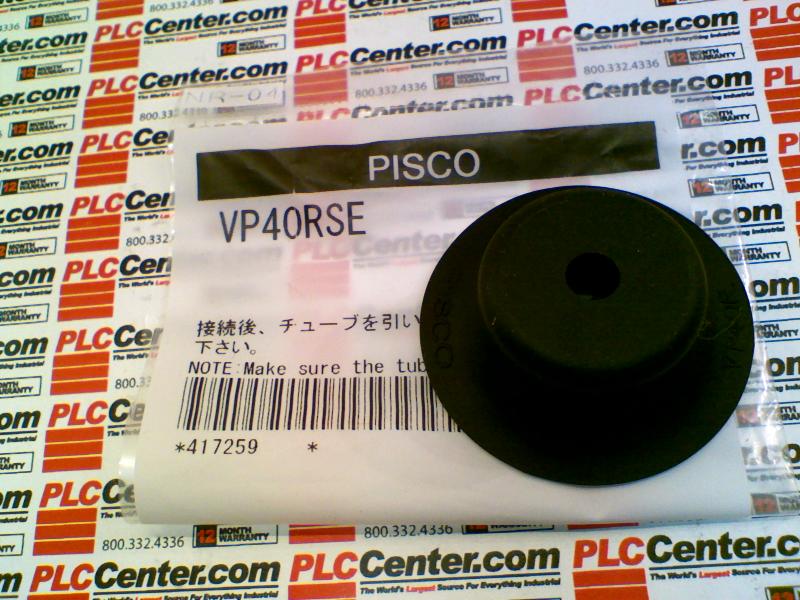 NR-04
PISCO
VP40RSE
接続後、チューブを引い
下さい。
NOTE:Make sure the tub
*417259 *
PISCO
PLCCenter.com
The World's Largest Source For Everything Industrial
800.332.4336
12 MONTH WARRANTY